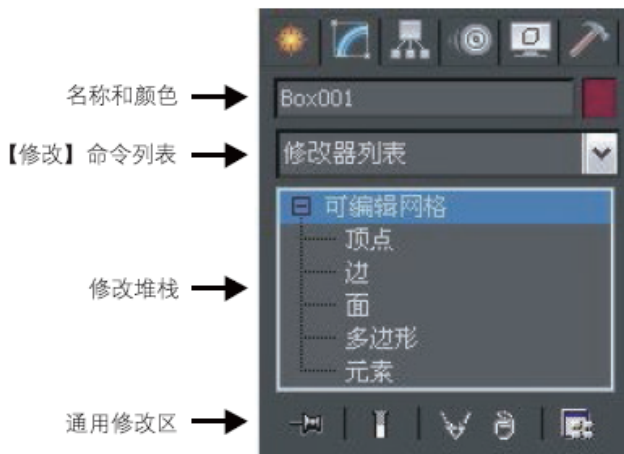 名称和颜色
Box001
【修改】命令列表
修改器列表
可编辑网格
顶点
边
修改堆栈
面
多边形
元素
通用修改区